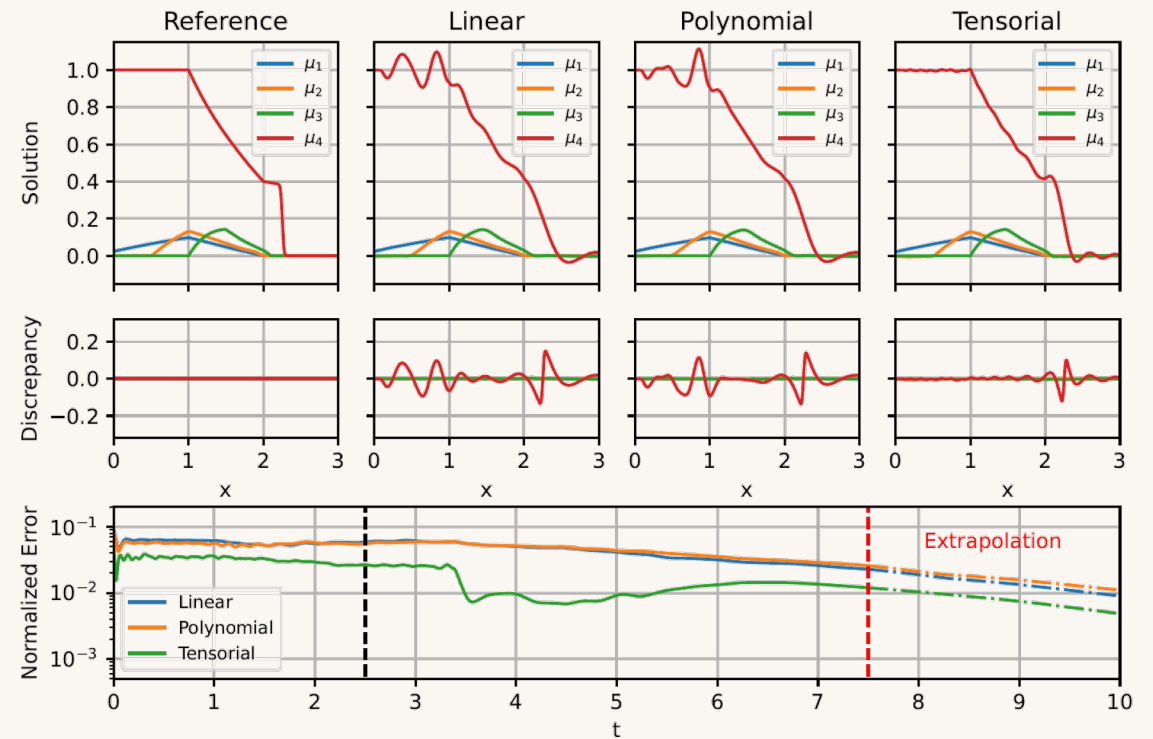 Reference
Linear
Polynomial
Tensorial
Solution
1.0
0.8
0.6
0.4
0.2
0.0
μ1
μ2
μ3
μ4
μ1
μ2
μ3
μ4
μ1
μ2
μ3
μ4
μ1
μ2
μ3
μ4
Discrepancy
0.2
0.0
−0.2
0 1 2 3
0 1 2 3
0 1 2 3
0 1 2 3
x x x x
Normalized Error
10−1
10−2
10−3
Extrapolation
Linear
Polynomial
Tensorial
0 1 2 3 4 5 6 7 8 9 10
t